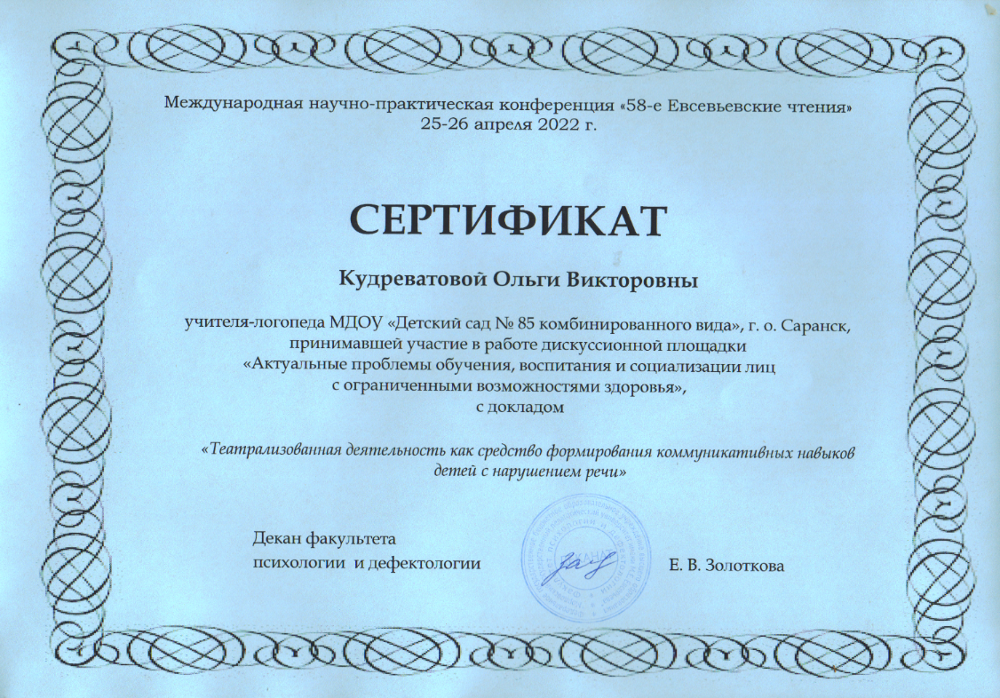 Международная научно-практическая конференция «58-е Евсевьевские чтения»
25-26 апреля 2022 г.
СЕРТИФИКАТ
Кудреватовой Ольги Викторовны
учителя-логопеда МДОУ «Детский сад № 85 комбинированного вида», г. о. Саранск,
принимавшей участие в работе дискуссионной площадки
«Актуальные проблемы обучения, воспитания и социализации лиц
с ограниченными возможностями здоровья»,
с докладом
«Театрализованная деятельность как средство формирования коммуникативных навыков
детей с нарушением речи»
Декан факультета
психологии и дефектологии
Е. В. Золоткова